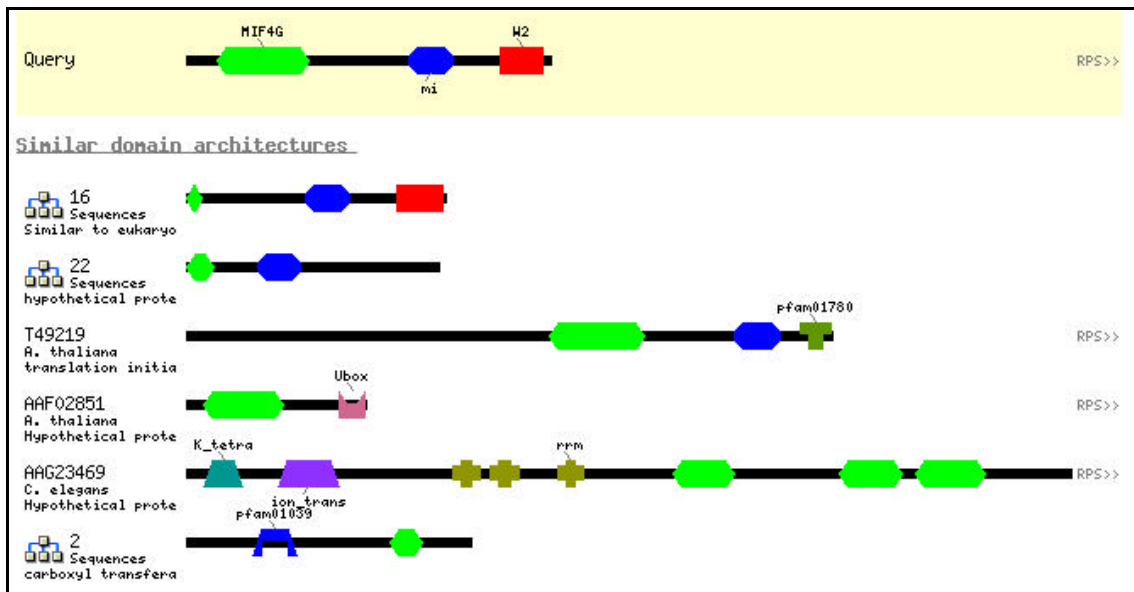 MIF4G W2
Query RPS>>
mi
Similar domain architectures
16
Sequences
Similar to eukaryo
22
Sequences
hypothetical prote
pfam01780
T49219 RPS>>
A. thaliana
translation initia
Ubox
AAF02851 RPS>>
A. thaliana
Hypothetical prote
K_tetra rrm
AAG23469 RPS>>
C. elegans
Hypothetical prote ion_trans
pfam01039
2
Sequences
carboxyl transfera